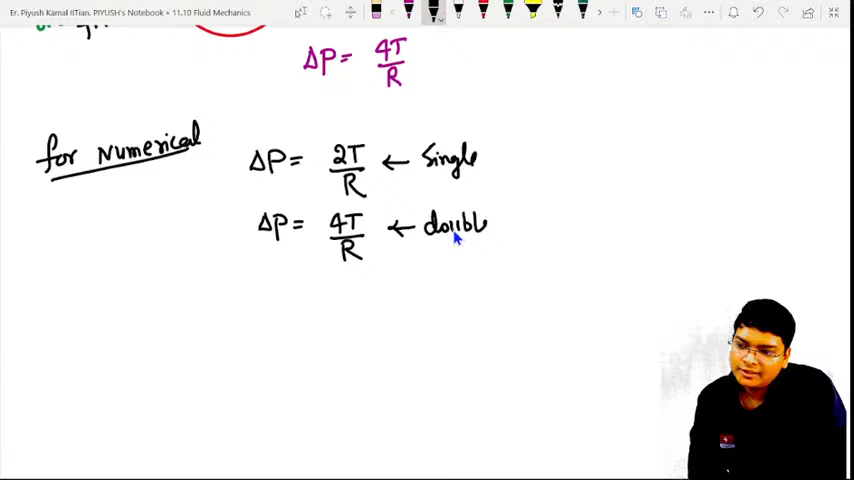 Er. Piyush Kamal IITian. PIYUSH's Notebook » 11.10 Fluid Mechanics
ΔP = 4T/R
for Numerical
ΔP = 2T/R ← Single
ΔP = 4T/R ← double